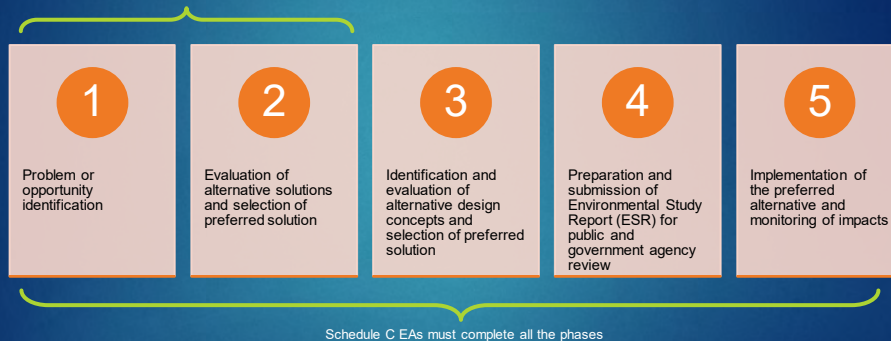 1
Problem or
opportunity
identification
2
Evaluation of
alternative solutions
and selection of
preferred solution
3
Identification and
evaluation of
alternative design
concepts and
selection of preferred
solution
4
Preparation and
submission of
Environmental Study
Report (ESR) for
public and
government agency
review
5
Implementation of
the preferred
alternative and
monitoring of impacts
Schedule C EAs must complete all the phases